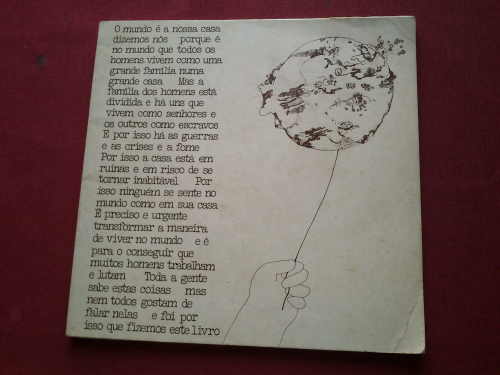 O mundo é a nossa casa
dizemos nós porque é
no mundo que todos os
homens vivem como uma
grande família numa
grande casa Mas a
família dos homens está
dividida e há uns que
vivem como senhores e
os outros como escravos
E por isso há as guerras
e as crises e a fome
Por isso a casa está em
ruínas e em risco de se
tornar inabitável Por
isso ninguém se sente no
mundo como em sua casa
É preciso e urgente
transformar a maneira
de viver no mundo e é
para o conseguir que
muitos homens trabalham
e lutam Toda a gente
sabe estas coisas mas
nem todos gostam de
falar nelas e foi por
isso que fizemos este livro